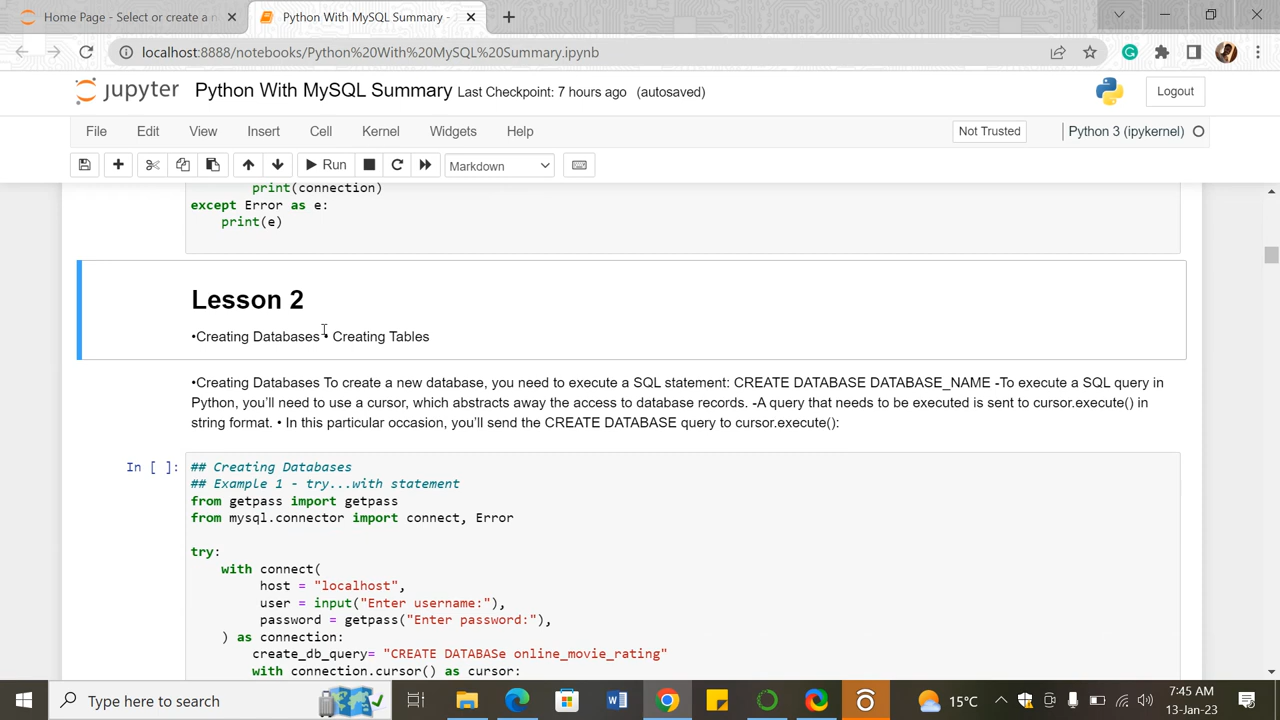 Home Page - Select or create a n
Python With MySQL Summary - J
localhost:8888/notebooks/Python%20With%20MySQL%20Summary.ipynb
jupyter Python With MySQL Summary Last Checkpoint: 7 hours ago (autosaved) Logout
File Edit View Insert Cell Kernel Widgets Help Not Trusted Python 3 (ipykernel)
Run Markdown
print(connection)
except Error as e:
print(e)
Lesson 2
•Creating Databases • Creating Tables
•Creating Databases To create a new database, you need to execute a SQL statement: CREATE DATABASE DATABASE_NAME -To execute a SQL query in
Python, you'll need to use a cursor, which abstracts away the access to database records. -A query that needs to be executed is sent to cursor.execute() in
string format. • In this particular occasion, you'll send the CREATE DATABASE query to cursor.execute():
In [ ]: ## Creating Databases
## Example 1 - try...with statement
from getpass import getpass
from mysql.connector import connect, Error
try:
with connect(
host = "localhost",
user = input("Enter username:"),
password = getpass("Enter password:"),
) as connection:
create_db_query= "CREATE DATABASe online_movie_rating"
with connection.cursor() as cursor:
Type here to search
15°C
7:45 AM
13-Jan-23